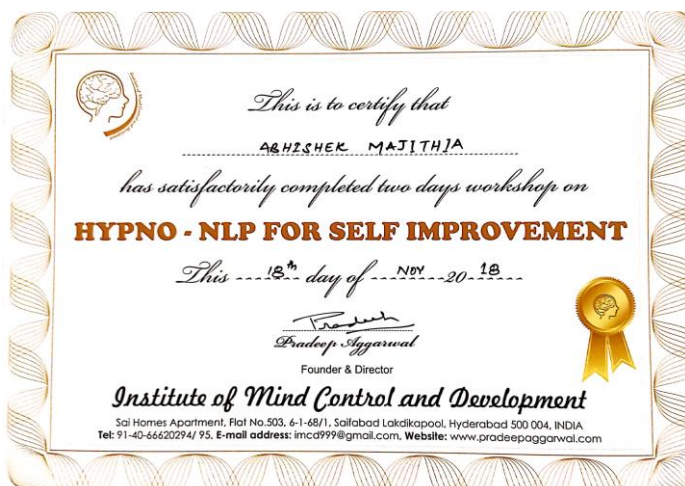 This is to certify that
ABHISHEK MAJITHIA
has satisfactorily completed two days workshop on
HYPNO - NLP FOR SELF IMPROVEMENT
This 18th day of NOV 2018
Pradeep
Pradeep Aggarwal
Founder & Director
Institute of Mind Control and Development
Sai Homes Apartment, Flat No.503, 6-1-68/1, Saifabad Lakdikapool, Hyderabad 500 004, INDIA
Tel: 91-40-66620294/ 95, E-mail address: imcd999@gmail.com, Website: www.pradeepaggarwal.com